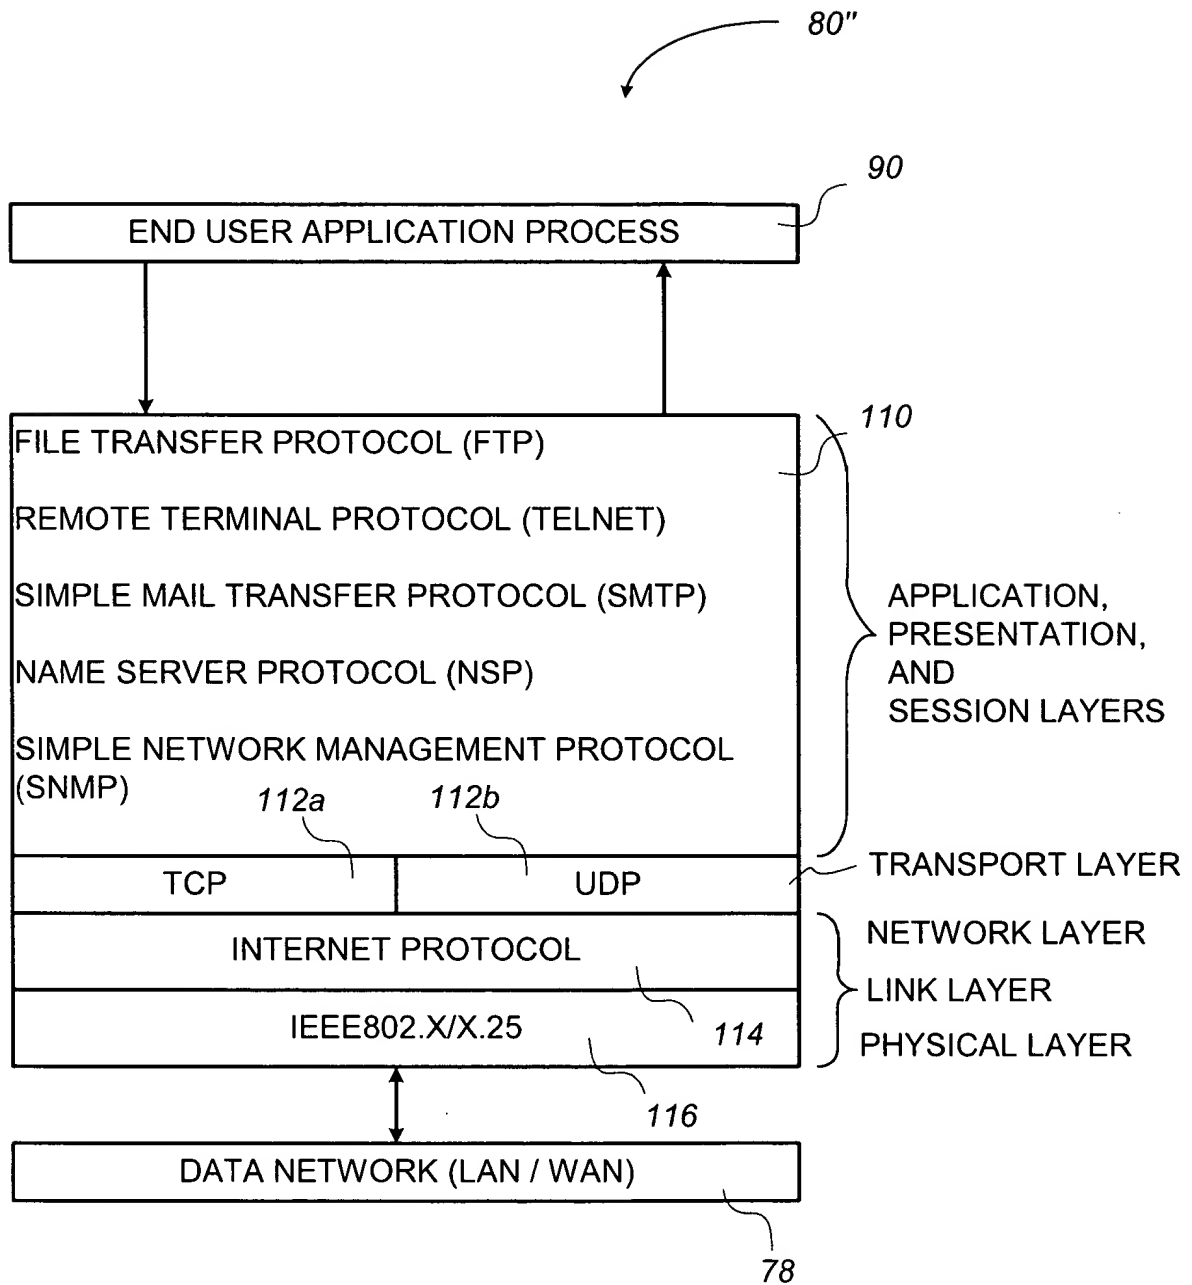 80"
90
END USER APPLICATION PROCESS
110
FILE TRANSFER PROTOCOL (FTP)
REMOTE TERMINAL PROTOCOL (TELNET)
SIMPLE MAIL TRANSFER PROTOCOL (SMTP)
NAME SERVER PROTOCOL (NSP)
SIMPLE NETWORK MANAGEMENT PROTOCOL
(SNMP)
APPLICATION,
PRESENTATION,
AND
SESSION LAYERS
112a
112b
TCP
UDP
TRANSPORT LAYER
INTERNET PROTOCOL
NETWORK LAYER
LINK LAYER
IEEE802.X/X.25
114
PHYSICAL LAYER
116
DATA NETWORK (LAN / WAN)
78